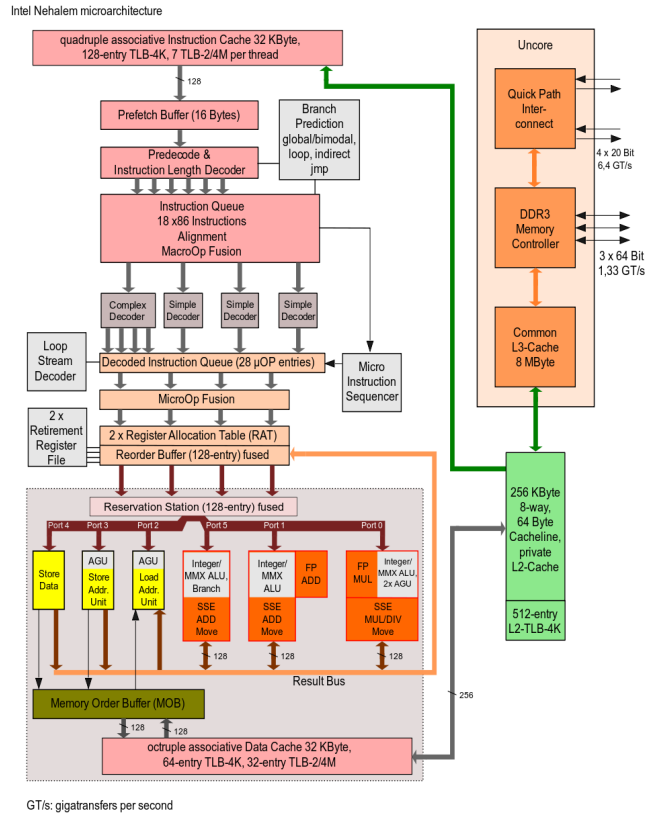 Intel Nehalem microarchitecture
quadruple associative Instruction Cache 32 KByte,
128-entry TLB-4K, 7 TLB-2/4M per thread
128
Prefetch Buffer (16 Bytes)
Predecode &
Instruction Length Decoder
Branch
Prediction
global/bimodal,
loop, indirect
jmp
Instruction Queue
18 x86 Instructions
Alignment
MacroOp Fusion
Complex
Decoder
Simple
Decoder
Simple
Decoder
Simple
Decoder
Loop
Stream
Decoder
Decoded Instruction Queue (28 µOP entries)
Micro
Instruction
Sequencer
MicroOp Fusion
2 x
Retirement
Register
File
2 x Register Allocation Table (RAT)
Reorder Buffer (128-entry) fused
Reservation Station (128-entry) fused
Port 4
Port 3
Port 2
Port 5
Port 1
Port 0
Store
Data
AGU
Store
Addr.
Unit
AGU
Load
Addr.
Unit
Integer/
MMX ALU,
Branch
SSE
ADD
Move
Integer/
MMX
ALU
FP
ADD
SSE
ADD
Move
FP
MUL
Integer/
MMX ALU,
2x AGU
SSE
MUL/DIV
Move
128
128
128
Result Bus
Memory Order Buffer (MOB)
128
128
octruple associative Data Cache 32 KByte,
64-entry TLB-4K, 32-entry TLB-2/4M
256
Uncore
Quick Path
Inter-
connect
4 x 20 Bit
6,4 GT/s
DDR3
Memory
Controller
3 x 64 Bit
1,33 GT/s
Common
L3-Cache
8 MByte
256 KByte
8-way,
64 Byte
Cacheline,
private
L2-Cache
512-entry
L2-TLB-4K
GT/s: gigatransfers per second